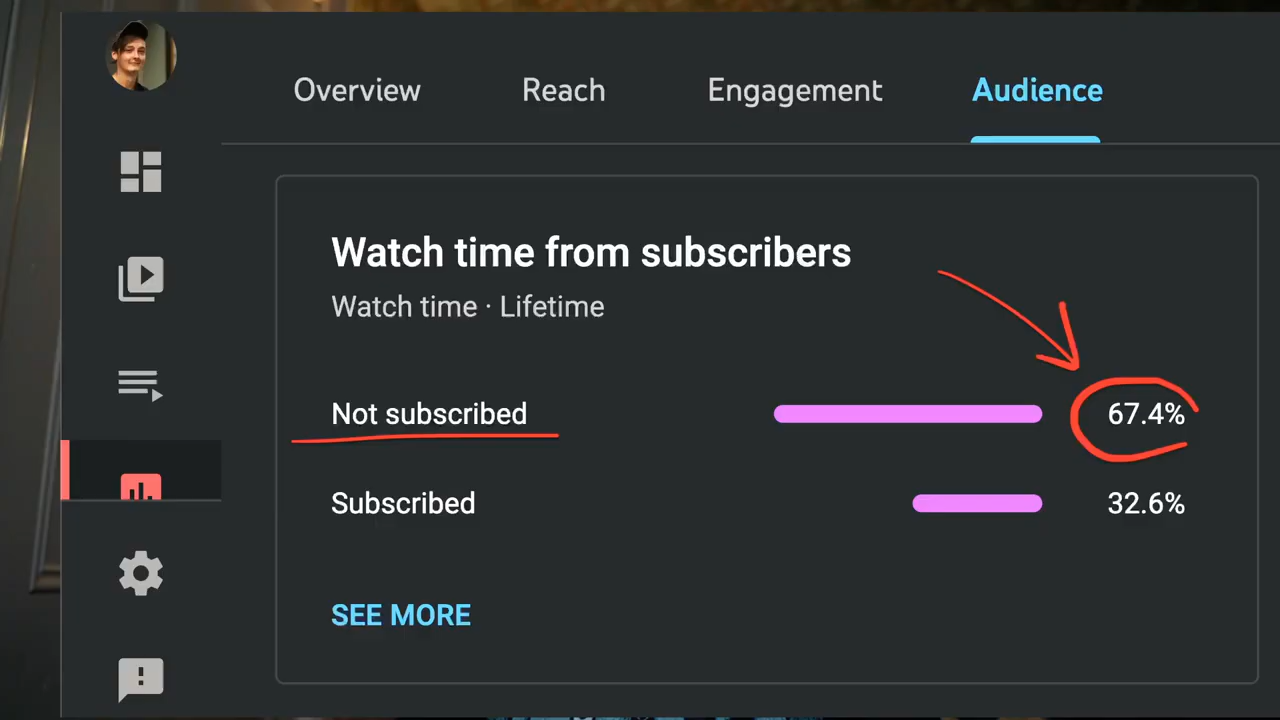 Overview Reach Engagement Audience
Watch time from subscribers
Watch time · Lifetime
Not subscribed 67.4%
Subscribed 32.6%
SEE MORE